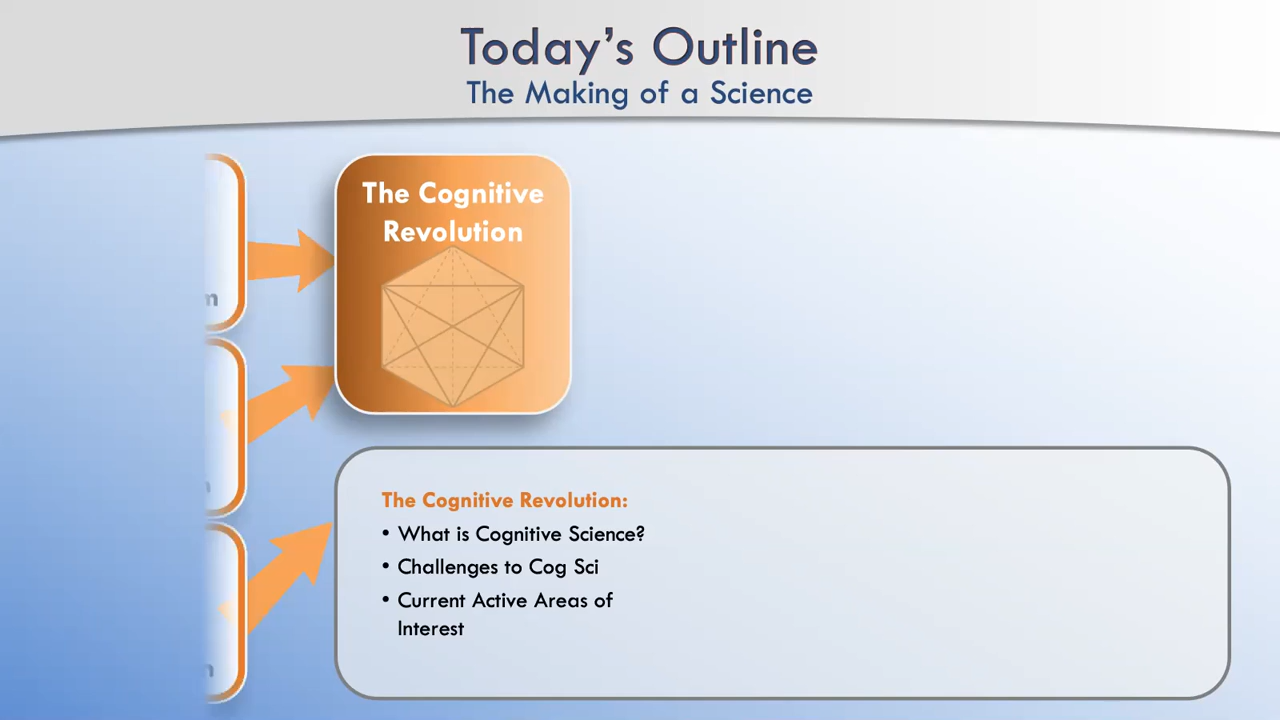 Today's Outline
The Making of a Science
The Cognitive
Revolution
The Cognitive Revolution:
• What is Cognitive Science?
• Challenges to Cog Sci
• Current Active Areas of
Interest